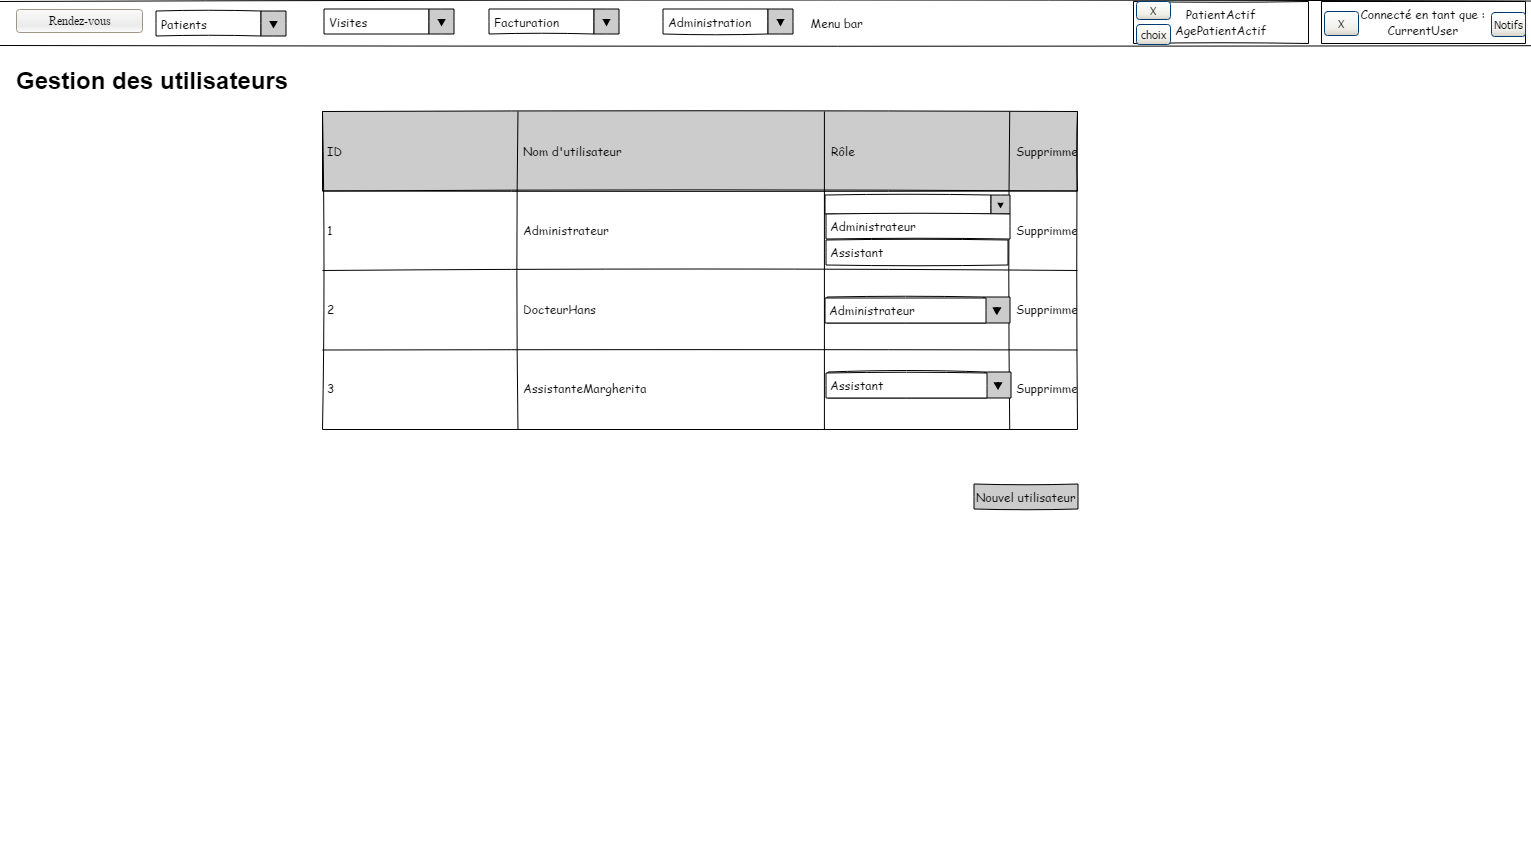 Rendez-vous
Patients
Visites
Facturation
Administration
Menu bar
X
choix
PatientActif
AgePatientActif
X
Connecté en tant que :
CurrentUser
Notifs
Gestion des utilisateurs
ID Nom d'utilisateur Rôle Supprimme
1 Administrateur Supprimme
Administrateur
Assistant
2 DocteurHans Administrateur Supprimme
3 AssistanteMargherita Assistant Supprimme
Nouvel utilisateur